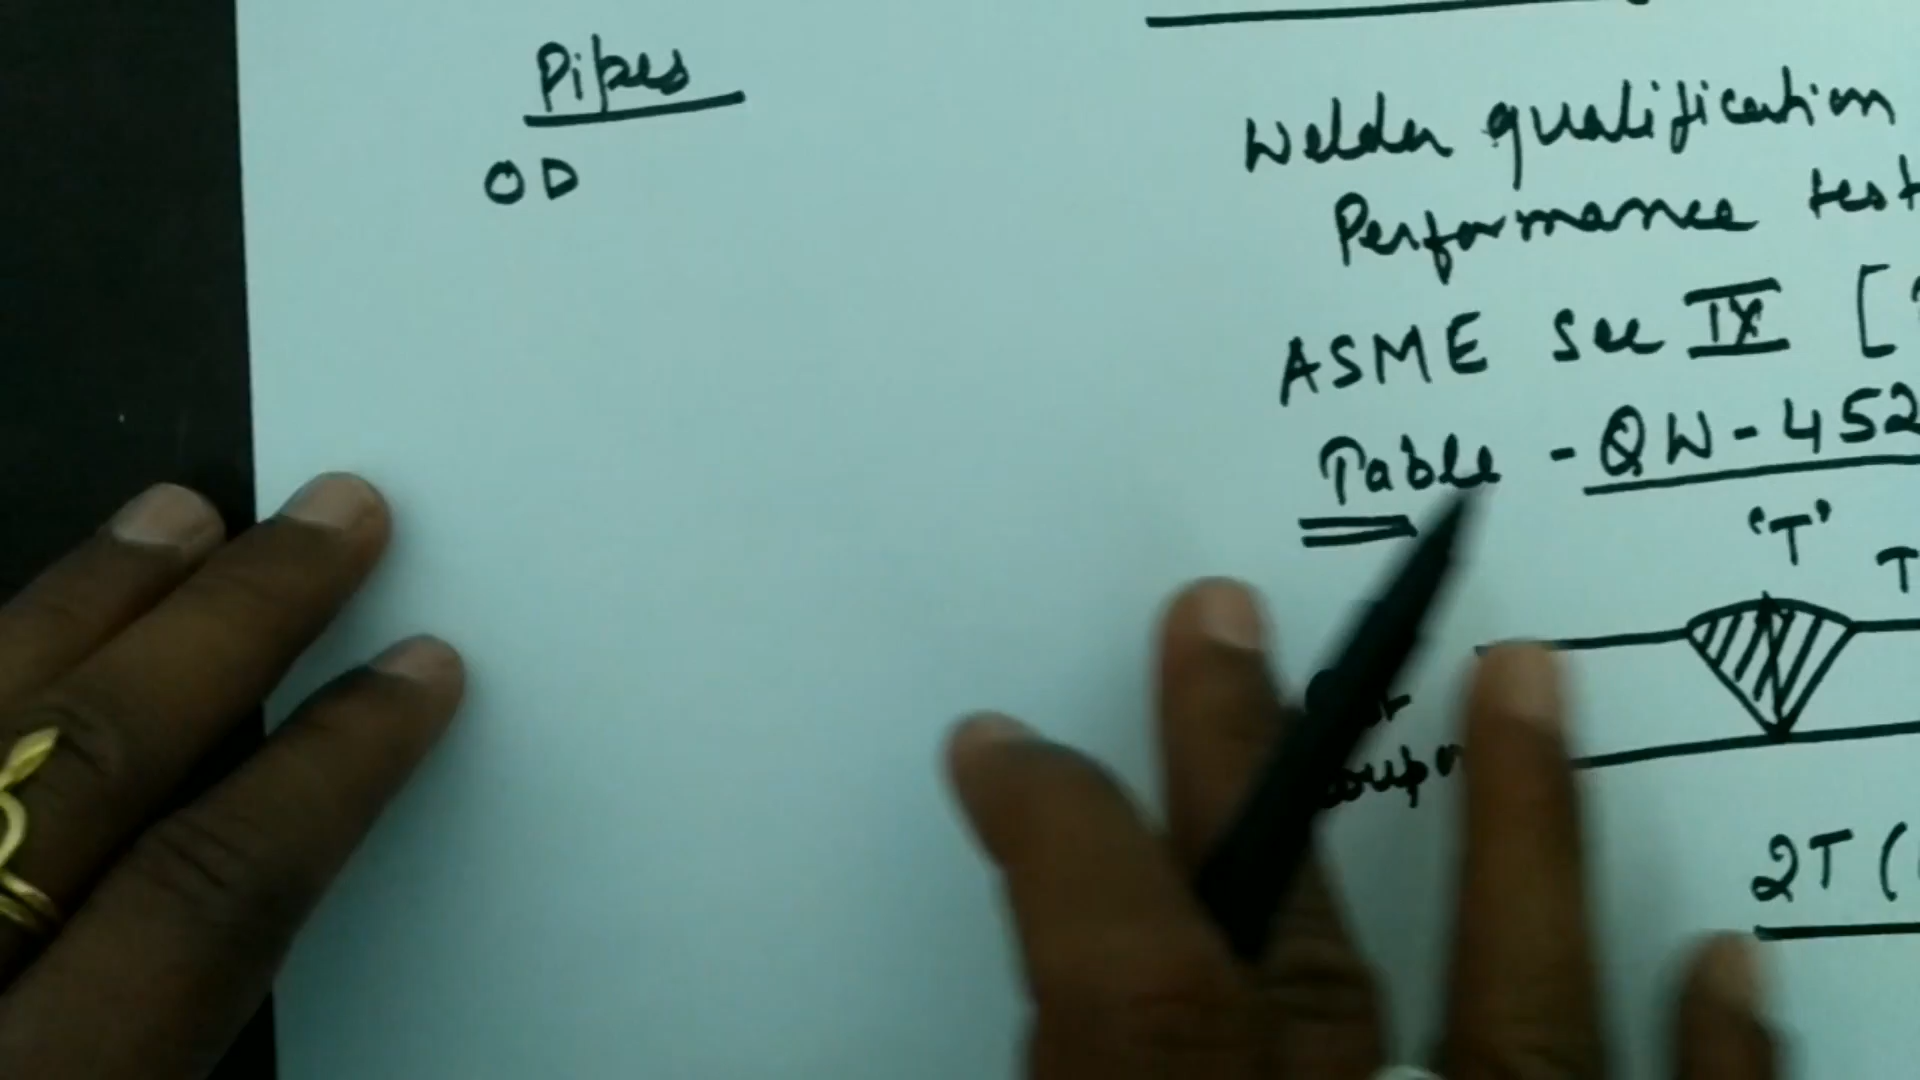 Pipes
OD
Welder qualification
Performance test
ASME Sec IX [
Table - QW-452
'T'
T
2T (